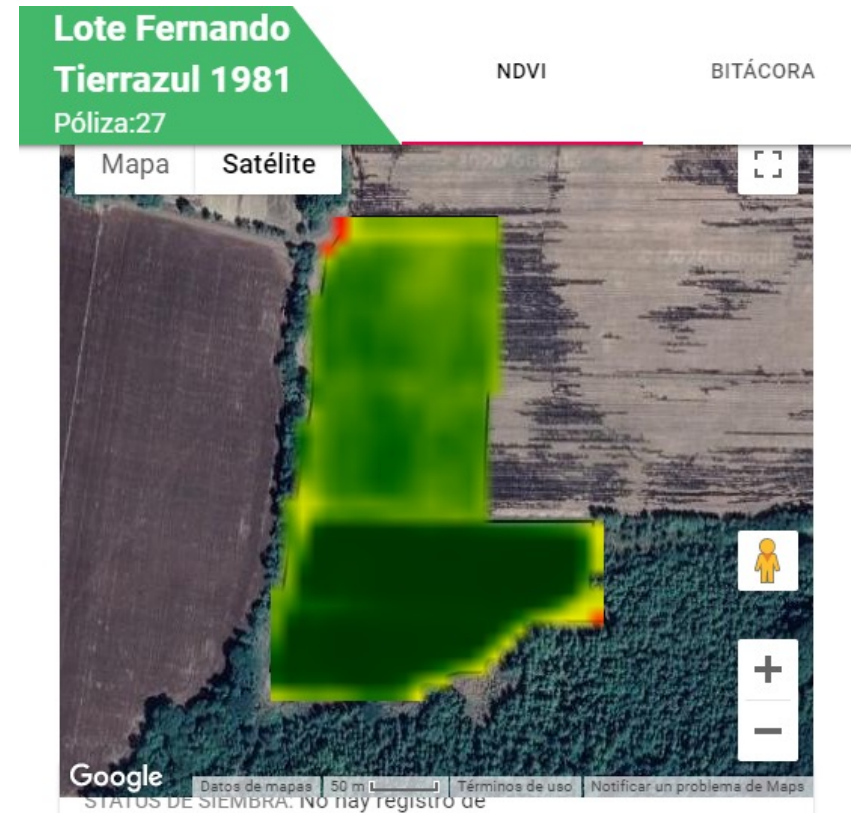 Lote Fernando
Tierrazul 1981
Póliza:27
NDVI
BITÁCORA
Mapa
Satélite
Google
Datos de mapas
50 m
Términos de uso
Notificar un problema de Maps
STATUS DE SIEMBRA: No hay registro de